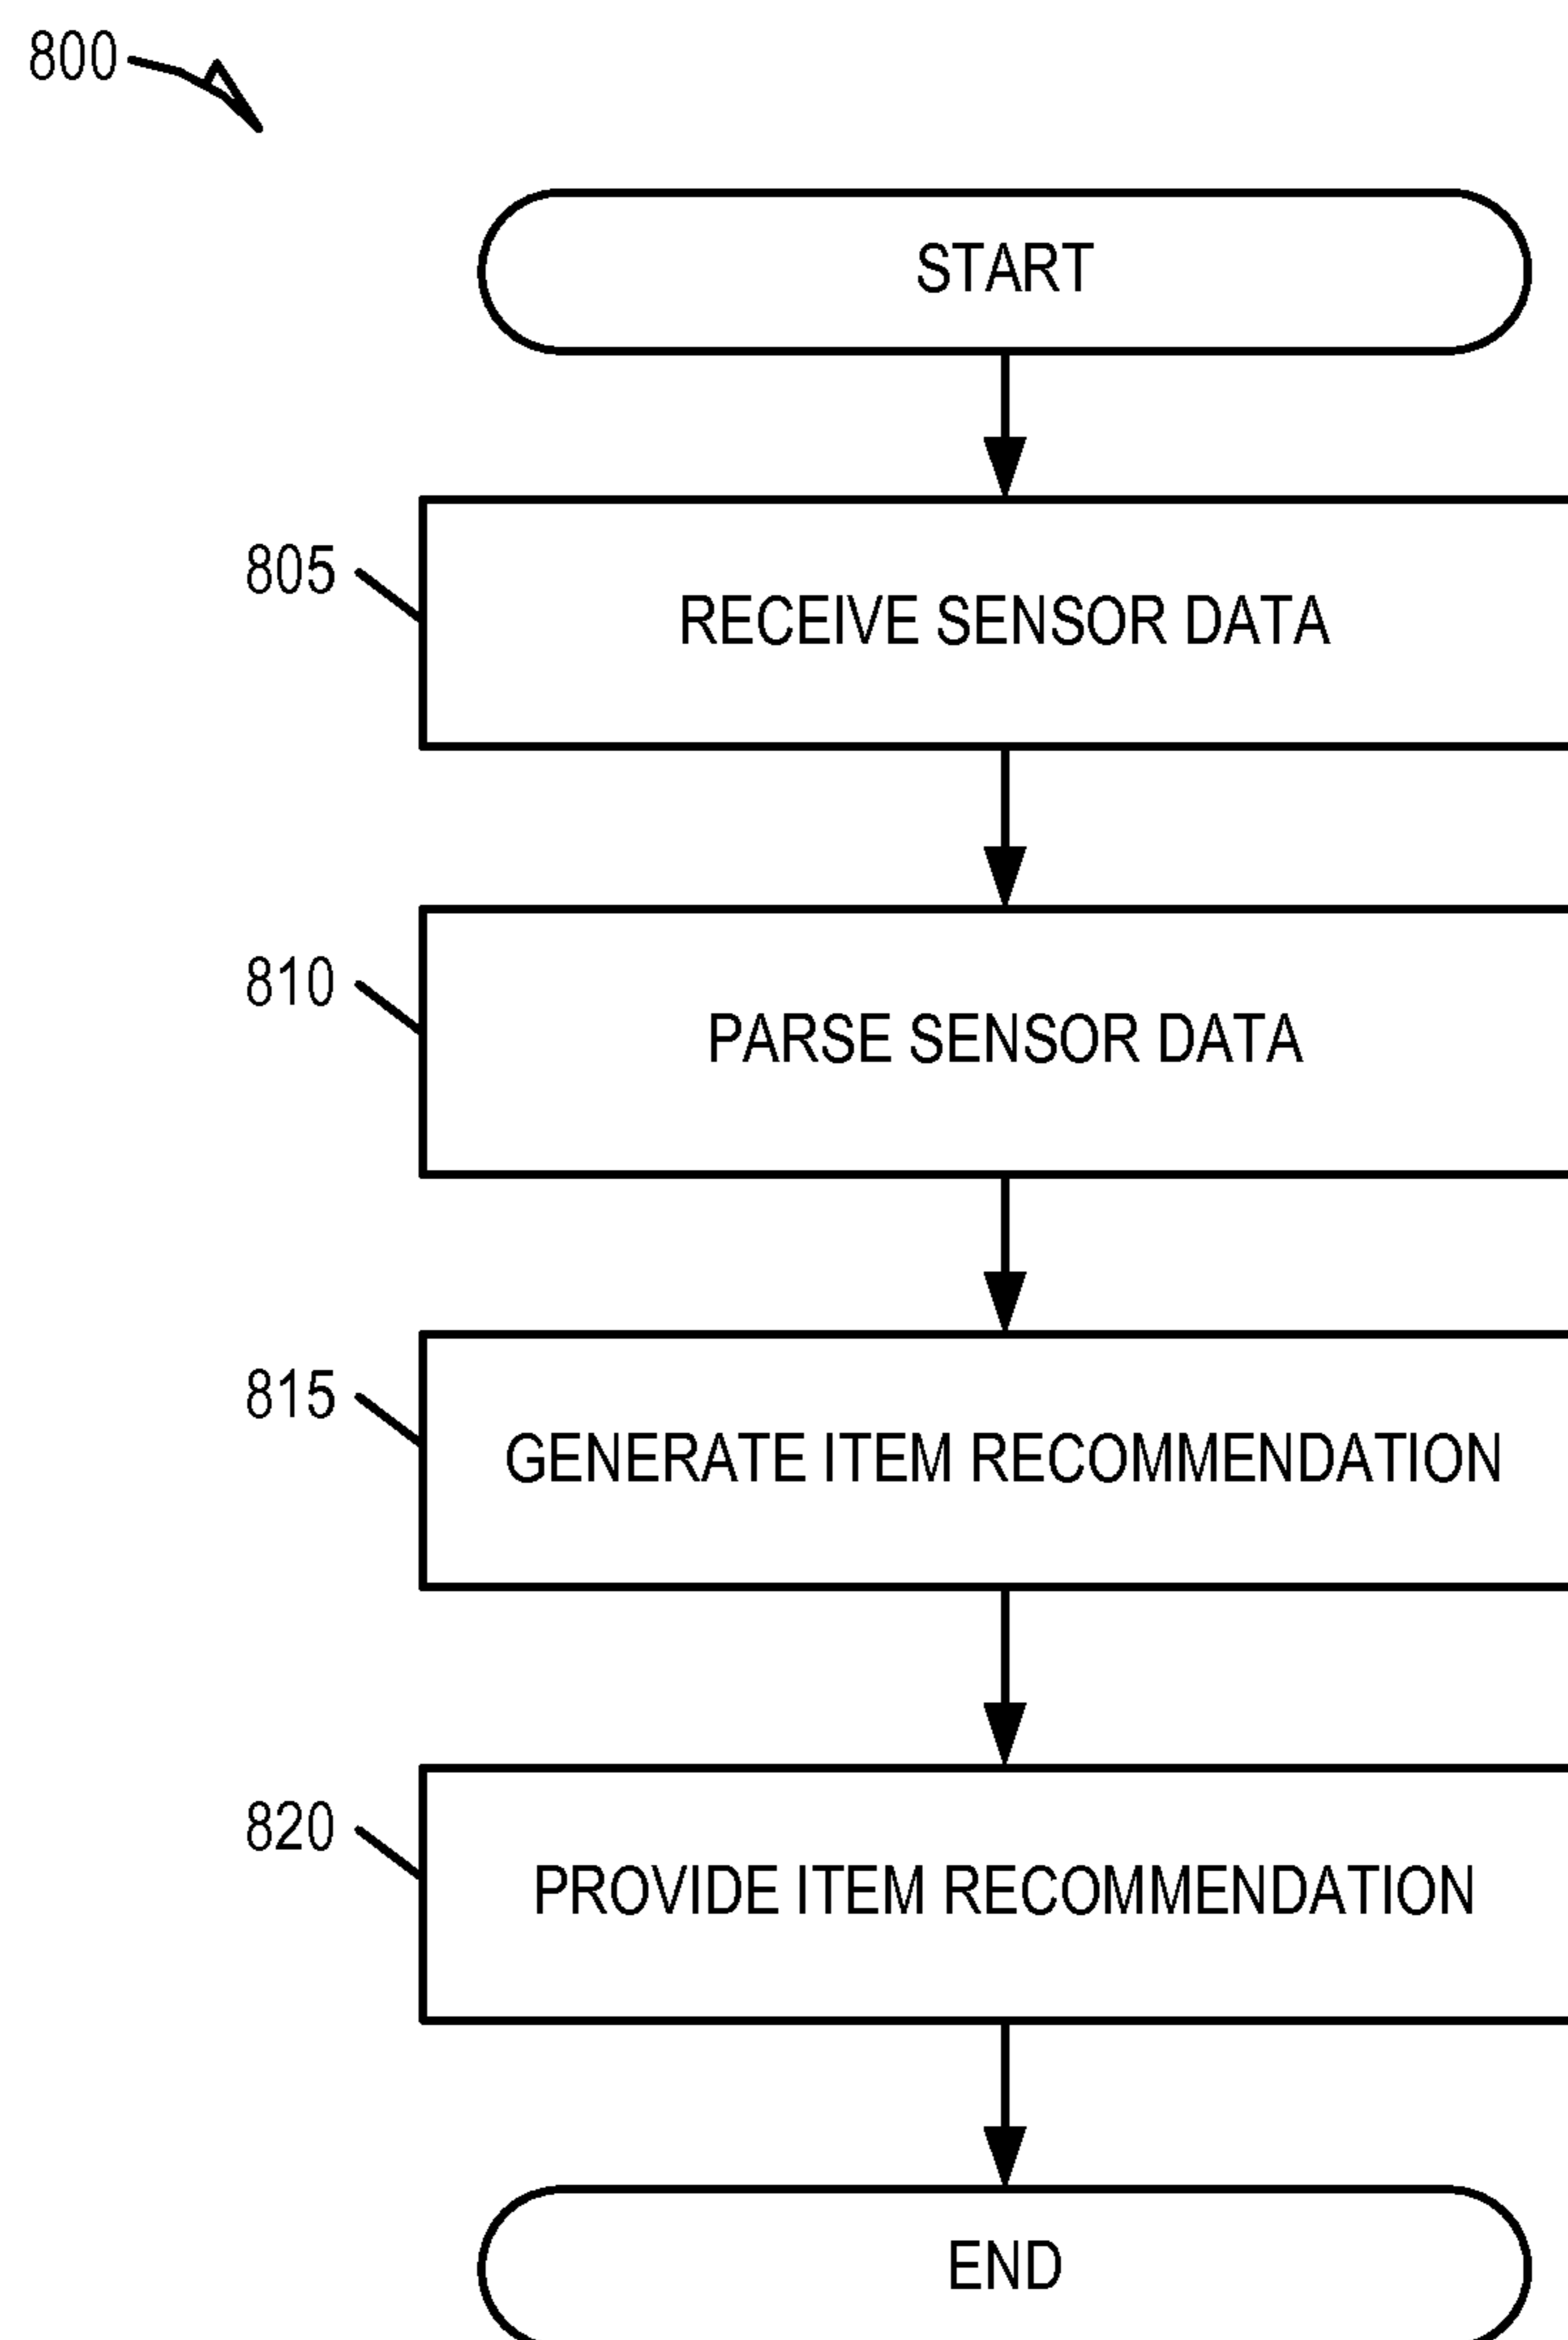 800
START
805
RECEIVE SENSOR DATA
810
PARSE SENSOR DATA
815
GENERATE ITEM RECOMMENDATION
820
PROVIDE ITEM RECOMMENDATION
END